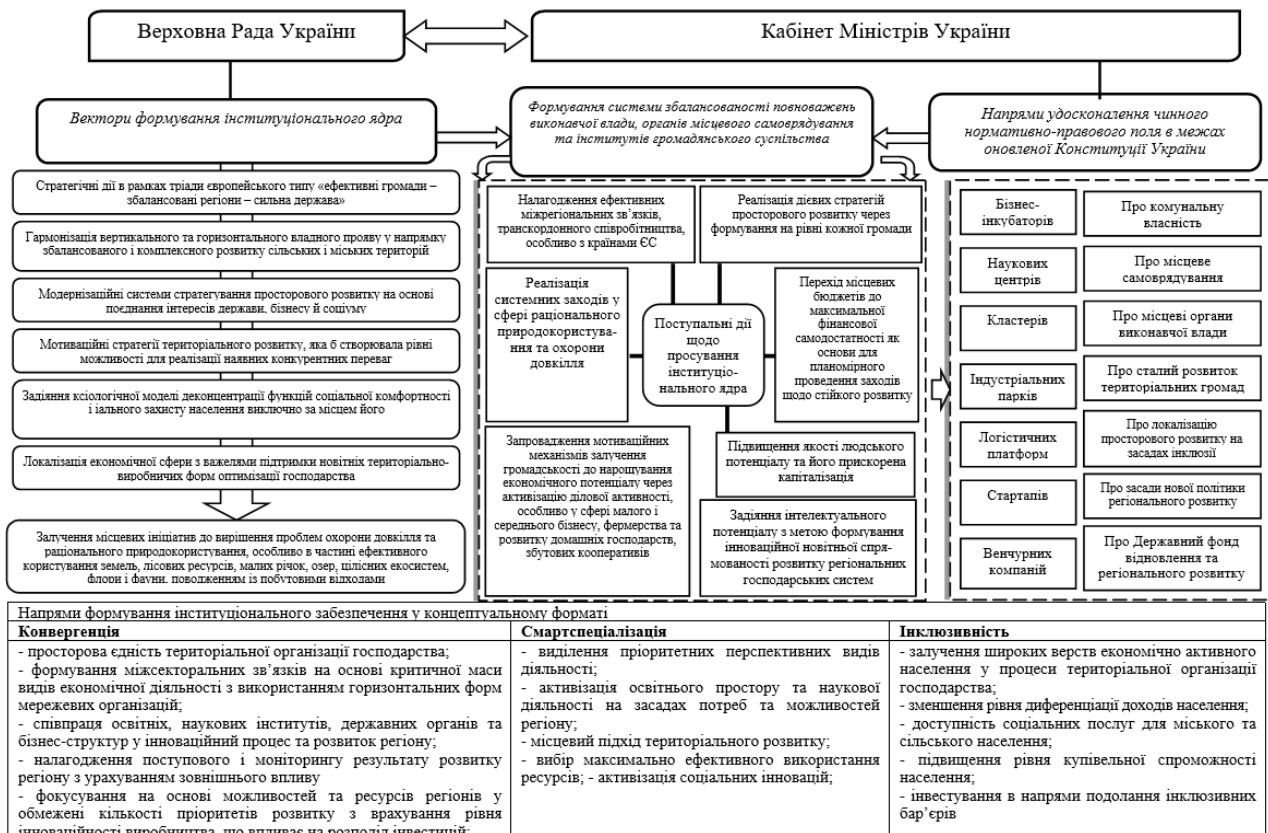 Верховна Рада України
Кабінет Міністрів України
Вектори формування інституціонального ядра
Формування системи збалансованості повноважень
виконавчої влади, органів місцевого самоврядування
та інститутів громадянського суспільства
Напрями удосконалення чинного
нормативно-правового поля в межах
оновленої Конституції України
Стратегічні дії в рамках тріади європейського типу «ефективні громади –
збалансовані регіони – сильна держава»
Гармонізація вертикального та горизонтального владного прояву у напрямку
збалансованого і комплексного розвитку сільських і міських територій
Модернізаційні системи стратегування просторового розвитку на основі
поєднання інтересів держави, бізнесу й соціуму
Мотиваційні стратегії територіального розвитку, яка б створювала рівні
можливості для реалізації наявних конкурентних переваг
Задіяння ксіологічної моделі деконцентрації функцій соціальної комфортності
і іального захисту населення виключно за місцем його
Локалізація економічної сфери з важелями підтримки новітніх територіально-
виробничих форм оптимізації господарства
Залучення місцевих ініціатив до вирішення проблем охорони довкілля та
раціонального природокористування, особливо в частині ефективного
користування земель, лісових ресурсів, малих річок, озер, цілісних екосистем,
флори і фауни, поводженням із побутовими відходами
Налагодження ефективних
міжрегіональних зв’язків,
транскордонного співробітництва,
особливо з країнами ЄС
Реалізація дієвих стратегій
просторового розвитку через
формування на рівні кожної громади
Реалізація
системних заходів у
сфері раціонального
природокористува-
ння та охорони
довкілля
Поступальні дії
щодо
просування
інституціо-
нального ядра
Перехід місцевих
бюджетів до
максимальної
фінансової
самодостатності як
основи для
планомірного
проведення заходів
щодо стійкого розвитку
Запровадження мотиваційних
механізмів залучення
громадськості до нарощування
економічного потенціалу через
активізацію ділової активності,
особливо у сфері малого і
середнього бізнесу, фермерства та
розвитку домашніх господарств,
збутових кооперативів
Підвищення якості людського
потенціалу та його прискорена
капіталізація
Задіяння інтелектуального
потенціалу з метою формування
інноваційної новітньої спря-
мованості розвитку регіональних
господарських систем
Бізнес-
інкубаторів
Про комунальну
власність
Наукових
центрів
Про місцеве
самоврядування
Кластерів
Про місцеві органи
виконавчої влади
Індустріальних
парків
Про сталий розвиток
територіальних громад
Логістичних
платформ
Про локалізацію
просторового розвитку на
засадах інклюзії
Стартапів
Про засади нової політики
регіонального розвитку
Венчурних
компаній
Про Державний фонд
відновлення та
регіонального розвитку
Напрями формування інституціонального забезпечення у концептуальному форматі
Конвергенція
- просторова єдність територіальної організації господарства;
- формування міжсекторальних зв’язків на основі критичної маси
видів економічної діяльності з використанням горизонтальних форм
мережевих організацій;
- співпраця освітніх, наукових інститутів, державних органів та
бізнес-структур у інноваційний процес та розвиток регіону;
- налагодження поступового і моніторингу результату розвитку
регіону з урахуванням зовнішнього впливу
- фокусування на основі можливостей та ресурсів регіонів у
обмежені кількості пріоритетів розвитку з врахування рівня
інноваційності виробництва, що впливає на розподіл інвестицій;
Смартспеціалізація
- виділення пріоритетних перспективних видів
діяльності;
- активізація освітнього простору та наукової
діяльності на засадах потреб та можливостей
регіону;
- місцевий підхід територіального розвитку;
- вибір максимально ефективного використання
ресурсів; - активізація соціальних інновацій;
Інклюзивність
- залучення широких верств економічно активного
населення у процеси територіальної організації
господарства;
- зменшення рівня диференціації доходів населення;
- доступність соціальних послуг для міського та
сільського населення;
- підвищення рівня купівельної спроможності
населення;
- інвестування в напрями подолання інклюзивних
бар’єрів